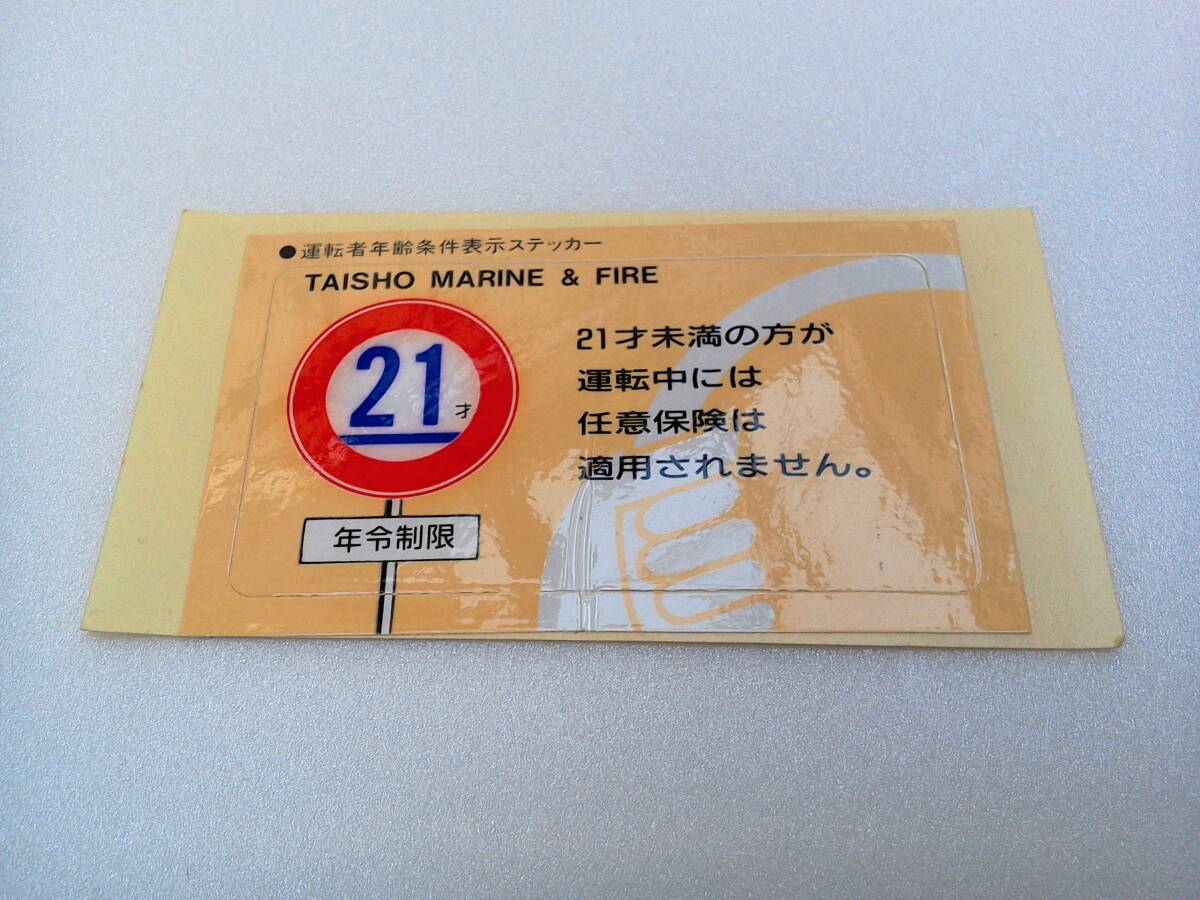 ●運転者年齢条件表示ステッカー
TAISHO MARINE & FIRE
21才
年令制限
21才未満の方が
運転中には
任意保険は
適用されません。